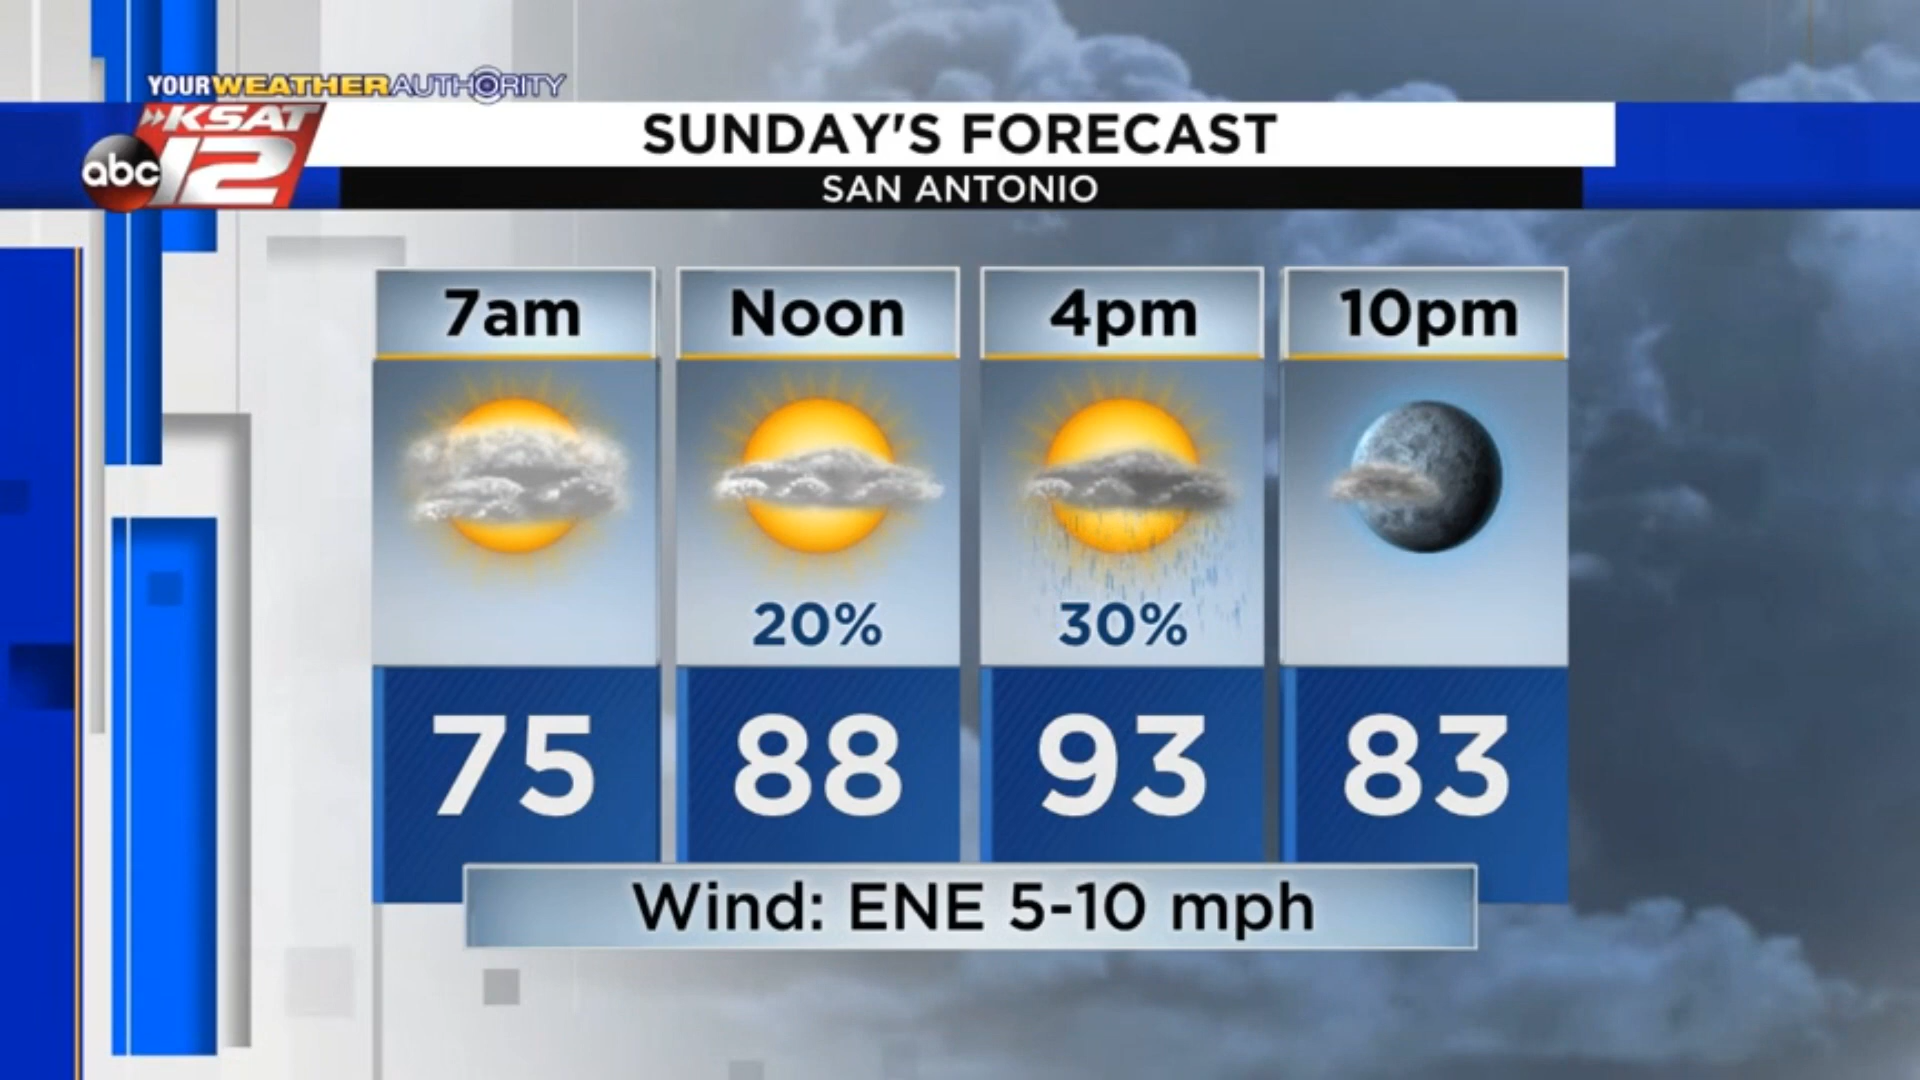 YOURWEATHERAUTHORITY
KSAT
abc 12
SUNDAY'S FORECAST
SAN ANTONIO
7am Noon 4pm 10pm
20% 30%
75 88 93 83
Wind: ENE 5-10 mph